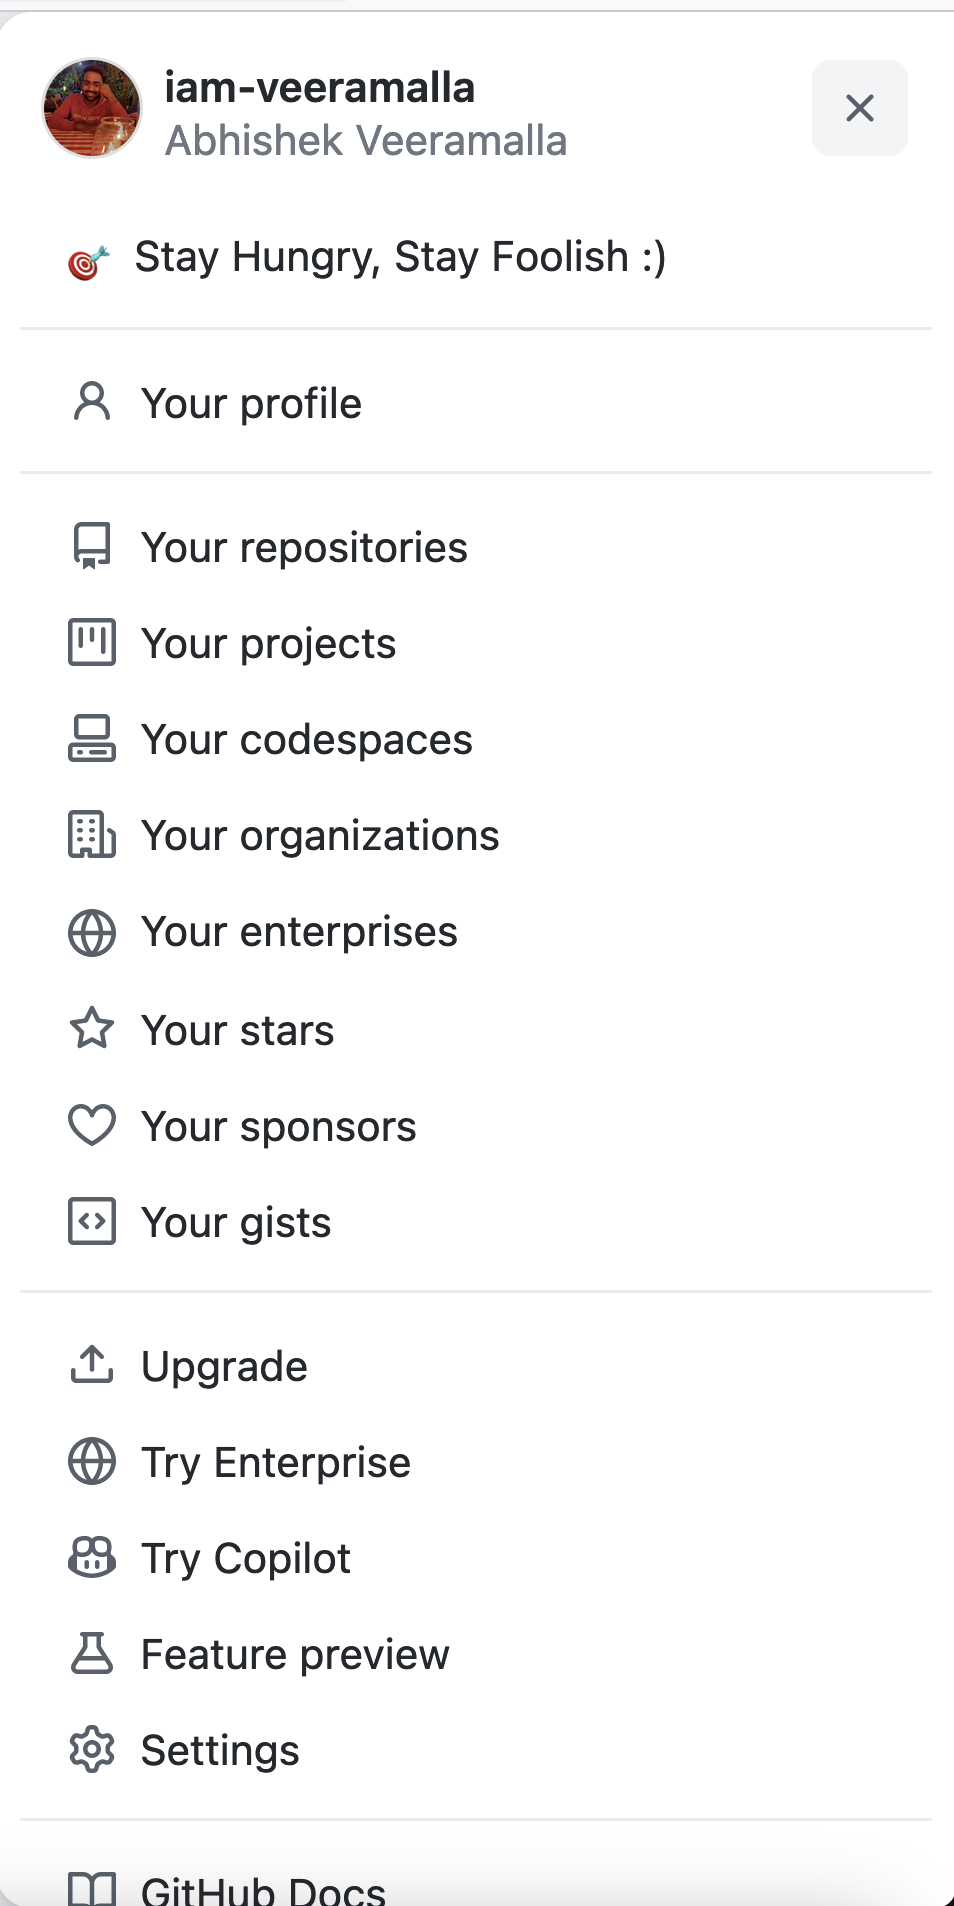 iam-veeramalla
Abhishek Veeramalla
Stay Hungry, Stay Foolish :)
Your profile
Your repositories
Your projects
Your codespaces
Your organizations
Your enterprises
Your stars
Your sponsors
Your gists
Upgrade
Try Enterprise
Try Copilot
Feature preview
Settings
GitHub Docs